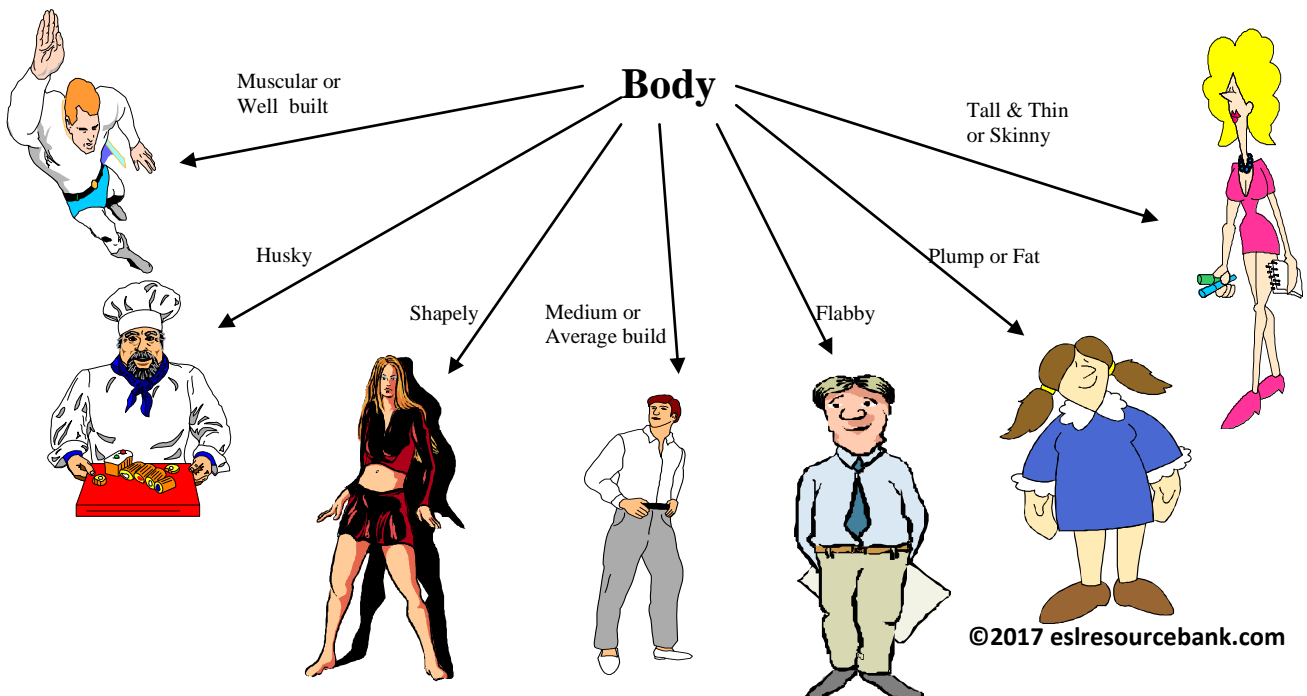 Body
Muscular or
Well built
Tall & Thin
or Skinny
Husky
Plump or Fat
Shapely
Medium or
Average build
Flabby
©2017 eslresourcebank.com